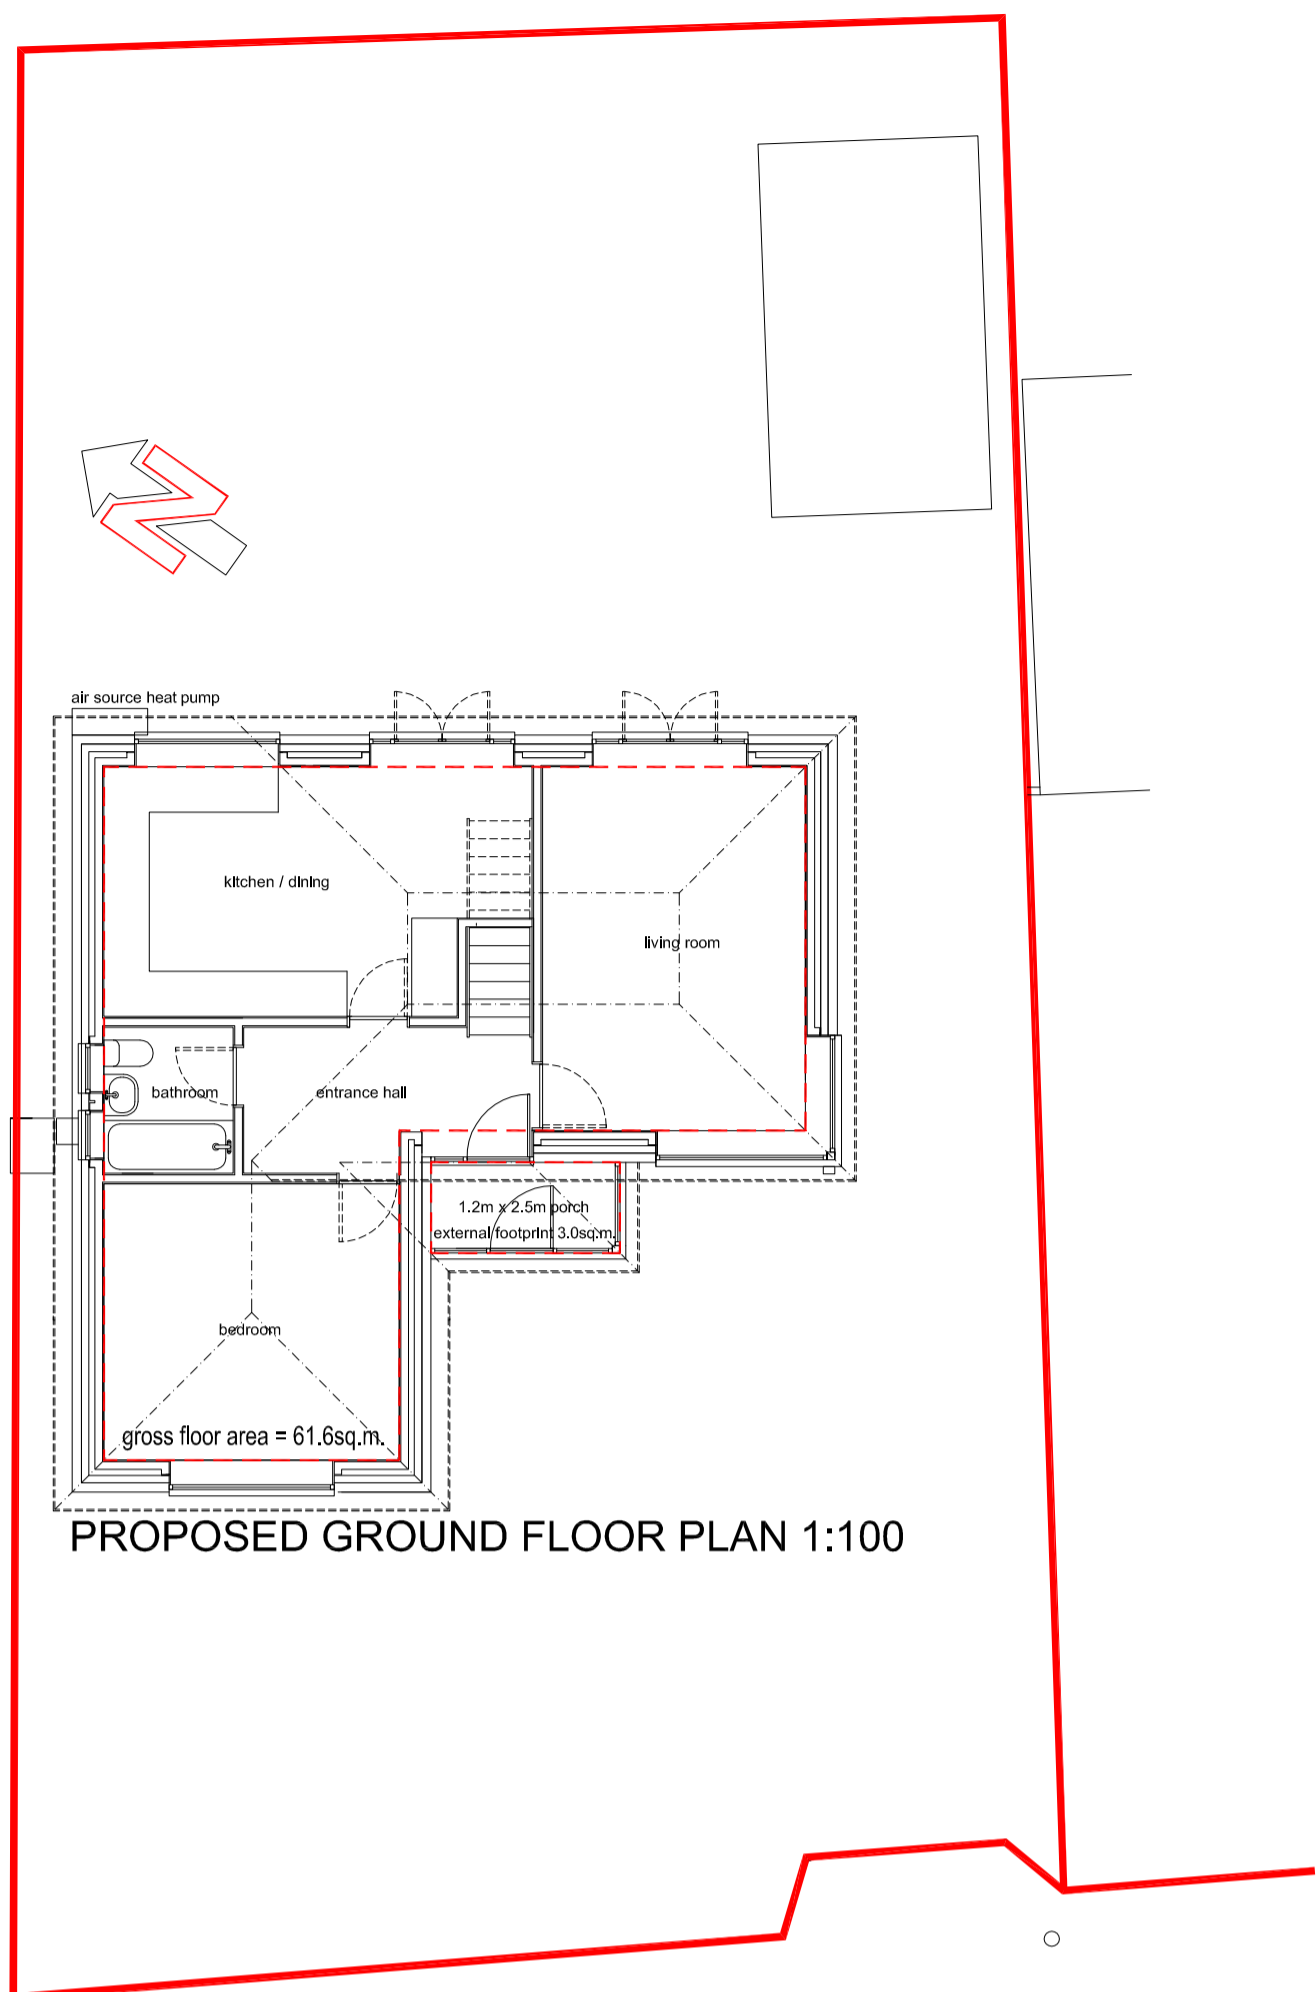 air source heat pump
kitchen / dining
living room
bathroom
entrance hall
1.2m x 2.5m porch
external footprint 3.0sq.m.
bedroom
gross floor area = 61.6sq.m.
PROPOSED GROUND FLOOR PLAN 1:100